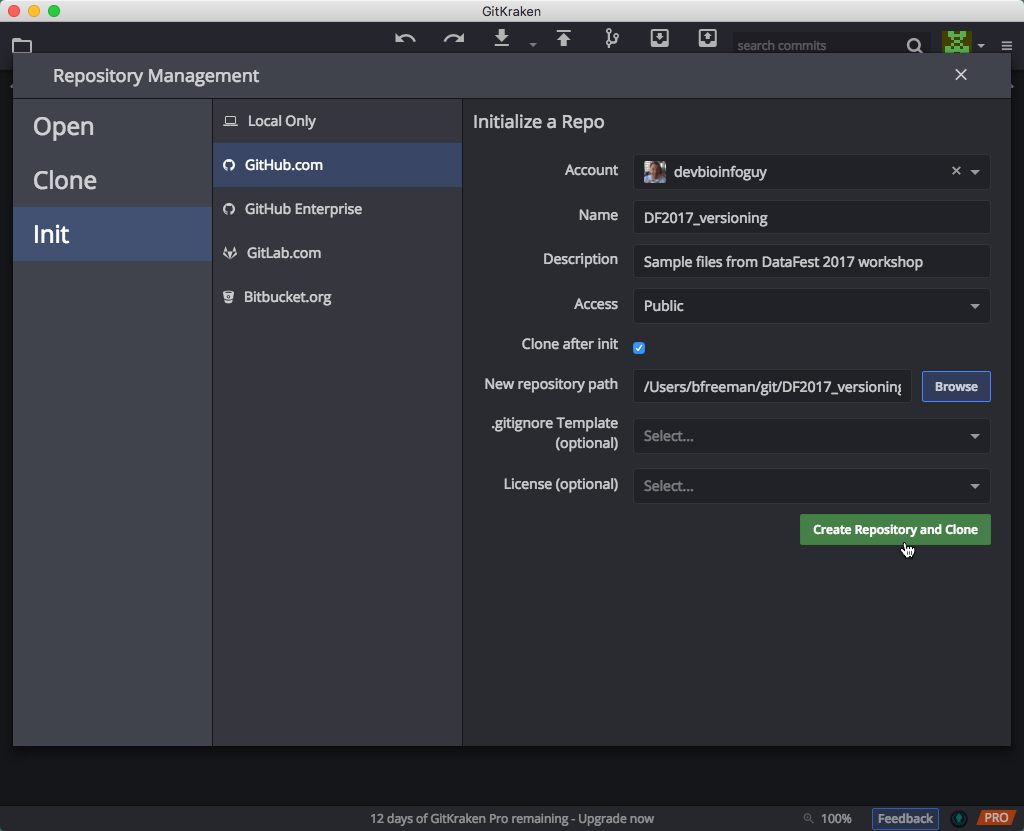 GitKraken
search commits
Repository Management
Open
Clone
Init
Local Only
GitHub.com
GitHub Enterprise
GitLab.com
Bitbucket.org
Initialize a Repo
Account
devbioinfoguy
Name
DF2017_versioning
Description
Sample files from DataFest 2017 workshop
Access
Public
Clone after init
New repository path
/Users/bfreeman/git/DF2017_versioning
Browse
.gitignore Template
(optional)
Select...
License (optional)
Select...
Create Repository and Clone
12 days of GitKraken Pro remaining - Upgrade now
100%
Feedback
PRO